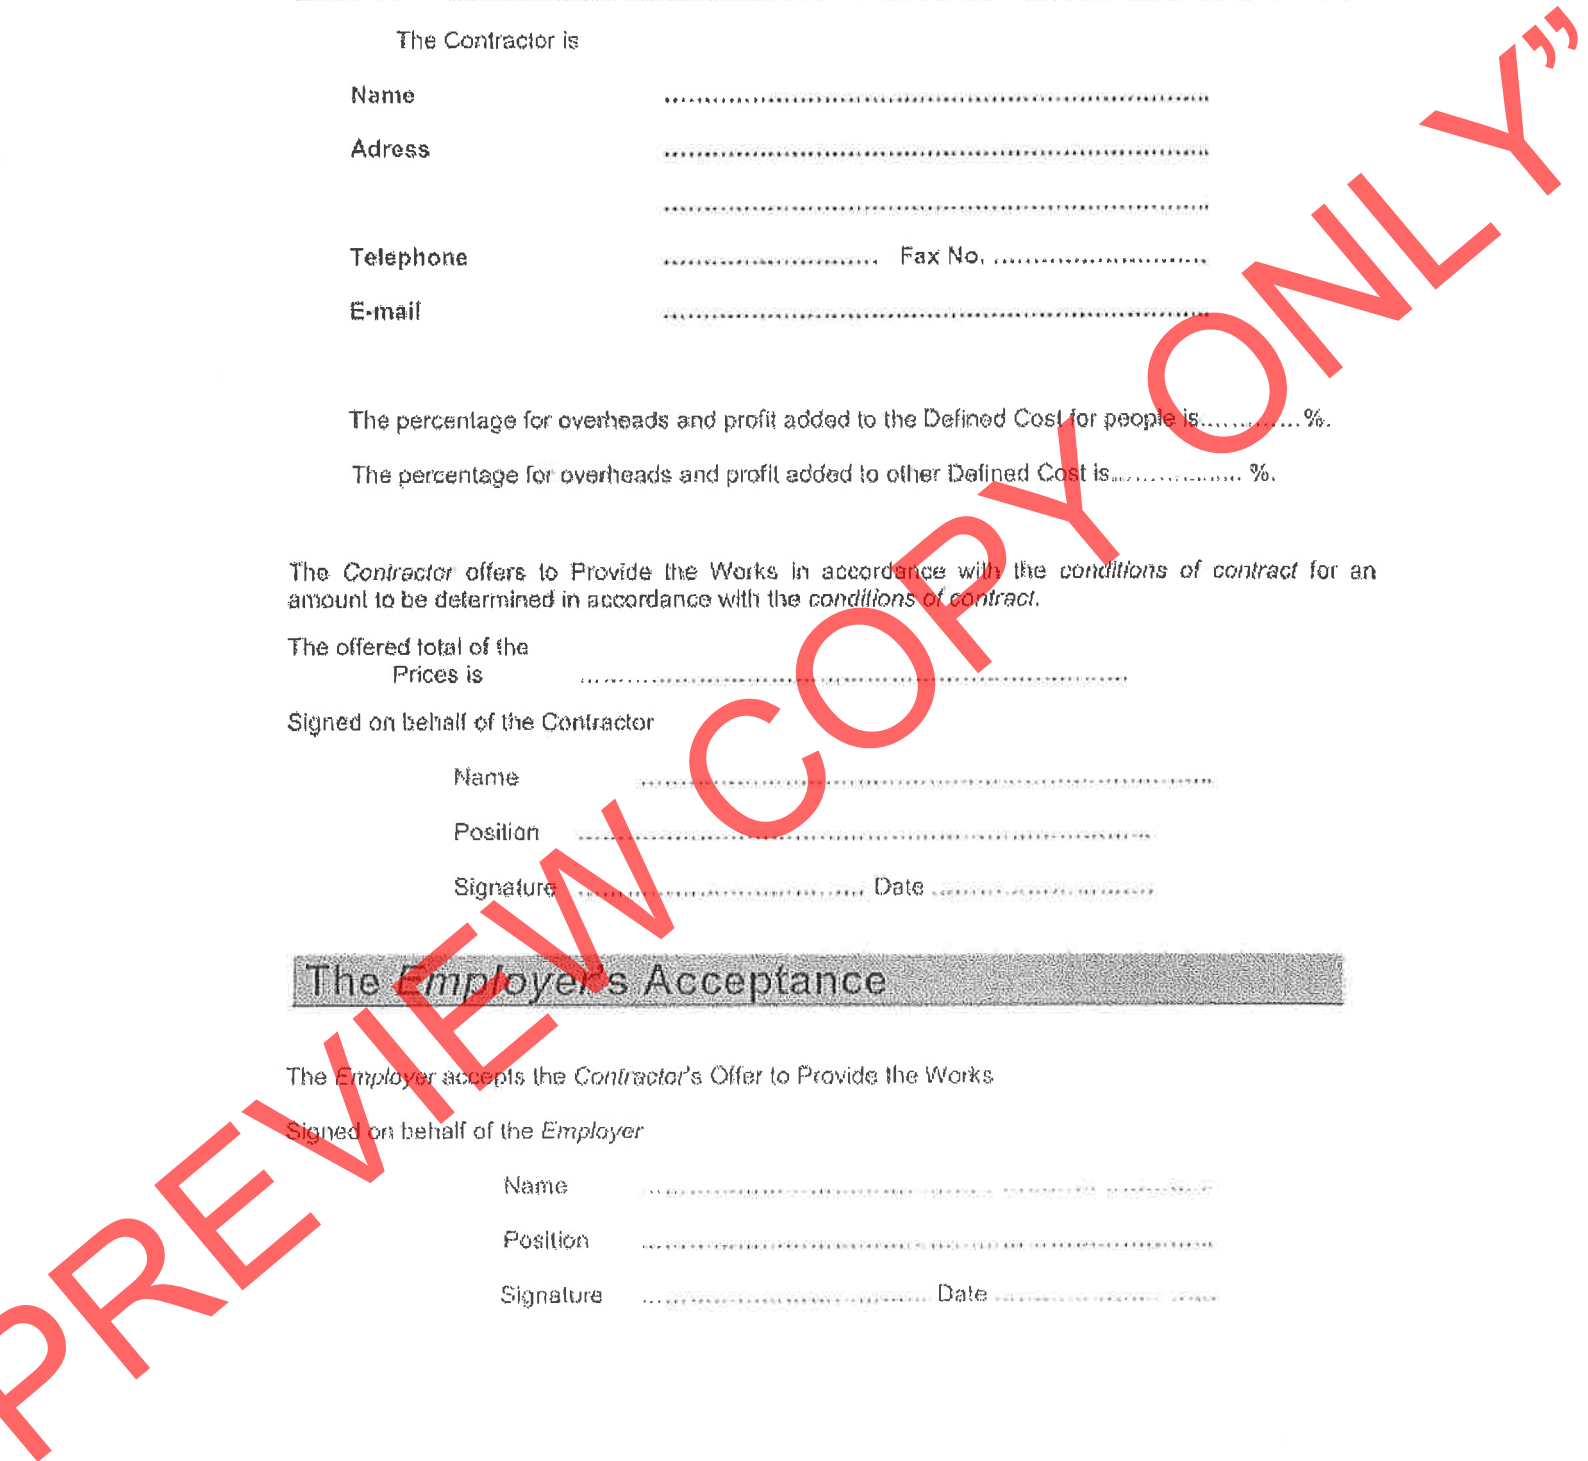 The Contractor is
Name ..........................................................
Adress ..........................................................
..........................................................
Telephone ........................ Fax No. ........................
E-mail ..........................................................
The percentage for overheads and profit added to the Defined Cost for people is............%.
The percentage for overheads and profit added to other Defined Cost is................ %.
The Contractor offers to Provide the Works in accordance with the conditions of contract for an
amount to be determined in accordance with the conditions of contract.
The offered total of the
Prices is ..........................................................
Signed on behalf of the Contractor
Name ..........................................................
Position ..........................................................
Signature .............................. Date ........................
The Employer's Acceptance
The Employer accepts the Contractor's Offer to Provide the Works
Signed on behalf of the Employer
Name ..........................................................
Position ..........................................................
Signature .............................. Date ........................
PREVIEW COPY ONLY”